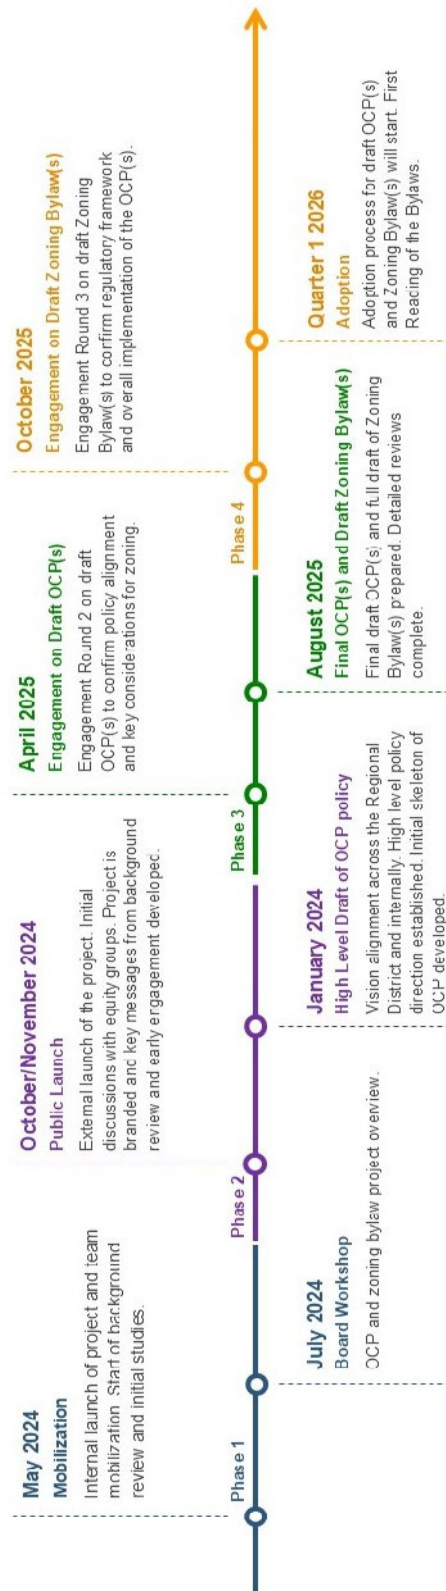 May 2024
Mobilization
Internal launch of project and team
mobilization Start of background
review and initial studies.
Phase 1
July 2024
Board Workshop
OCP and zoning bylaw project overview.
October/November 2024
Public Launch
External launch of the project. Initial
discussions with equity groups. Project is
branded and key messages from background
review and early engagement developed.
Phase 2
January 2024
High Level Draft of OCP policy
Vision alignment across the Regional
District and internally. High level policy
direction established. Initial skeleton of
OCP developed.
April 2025
Engagement on Draft OCP(s)
Engagement Round 2 on draft
OCP(s) to confirm policy alignment
and key considerations for zoning.
Phase 3
August 2025
Final OCP(s) and Draft Zoning Bylaw(s)
Final draft OCP(s) and full draft of Zoning
Bylaw(s) prepared. Detailed reviews
complete.
October 2025
Engagement on Draft Zoning Bylaw(s)
Engagement Round 3 on draft Zoning
Bylaw(s) to confirm regulatory framework
and overall implementation of the OCP(s).
Phase 4
Quarter 1 2026
Adoption
Adoption process for draft OCP(s)
and Zoning Bylaw(s) will start. First
Reading of the Bylaws.